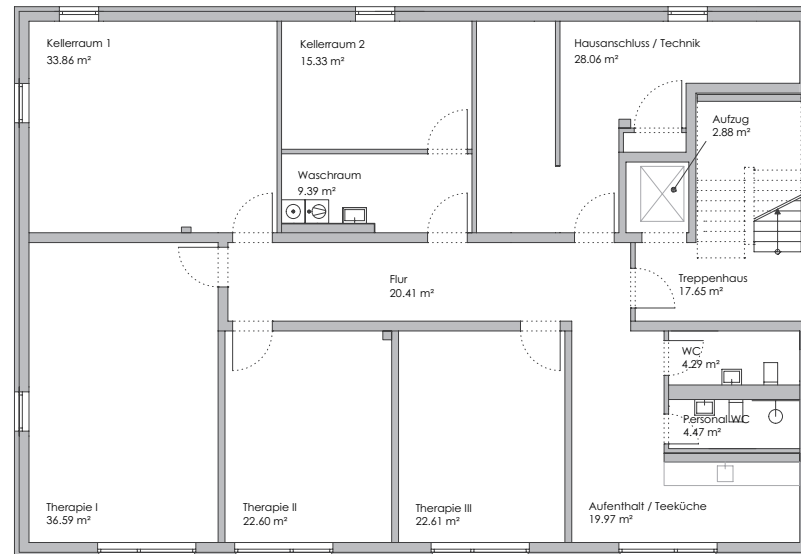 Kellerraum 1
33.86 m²
Kellerraum 2
15.33 m²
Hausanschluss / Technik
28.06 m²
Aufzug
2.88 m²
Waschraum
9.39 m²
Flur
20.41 m²
Treppenhaus
17.65 m²
WC
4.29 m²
Personal WC
4.47 m²
Therapie I
36.59 m²
Therapie II
22.60 m²
Therapie III
22.61 m²
Aufenthalt / Teeküche
19.97 m²